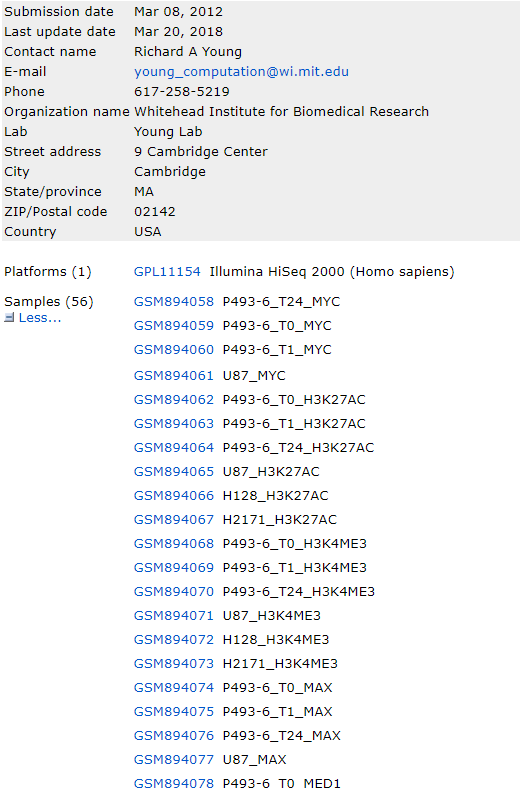 Submission date Mar 08, 2012
Last update date Mar 20, 2018
Contact name Richard A Young
E-mail young_computation@wi.mit.edu
Phone 617-258-5219
Organization name Whitehead Institute for Biomedical Research
Lab Young Lab
Street address 9 Cambridge Center
City Cambridge
State/province MA
ZIP/Postal code 02142
Country USA
Platforms (1) GPL11154 Illumina HiSeq 2000 (Homo sapiens)
Samples (56) GSM894058 P493-6_T24_MYC
Less... GSM894059 P493-6_T0_MYC
GSM894060 P493-6_T1_MYC
GSM894061 U87_MYC
GSM894062 P493-6_T0_H3K27AC
GSM894063 P493-6_T1_H3K27AC
GSM894064 P493-6_T24_H3K27AC
GSM894065 U87_H3K27AC
GSM894066 H128_H3K27AC
GSM894067 H2171_H3K27AC
GSM894068 P493-6_T0_H3K4ME3
GSM894069 P493-6_T1_H3K4ME3
GSM894070 P493-6_T24_H3K4ME3
GSM894071 U87_H3K4ME3
GSM894072 H128_H3K4ME3
GSM894073 H2171_H3K4ME3
GSM894074 P493-6_T0_MAX
GSM894075 P493-6_T1_MAX
GSM894076 P493-6_T24_MAX
GSM894077 U87_MAX
GSM894078 P493-6_T0_MED1